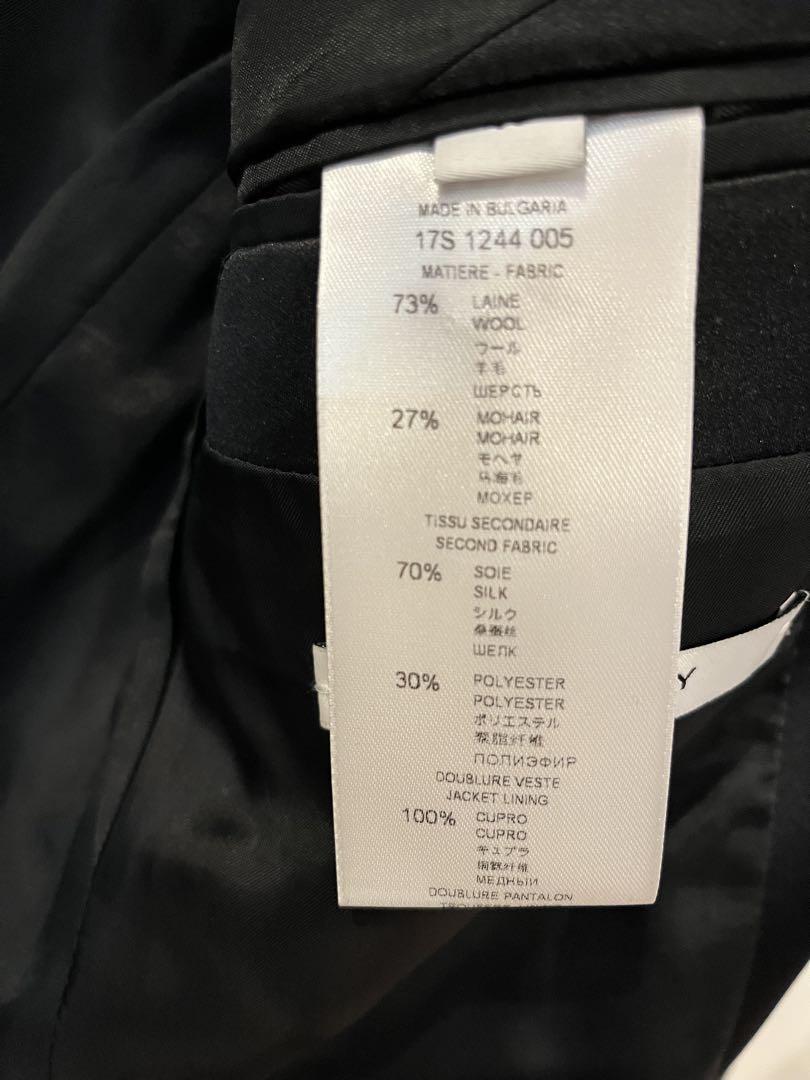 MADE IN BULGARIA
17S 1244 005
MATIERE - FABRIC
73% LAINE
WOOL
ウール
羊毛
ШЕРСТЬ
27% MOHAIR
MOHAIR
モヘヤ
马海毛
МОХЕР
TISSU SECONDAIRE
SECOND FABRIC
70% SOIE
SILK
シルク
桑蚕丝
ШЕЛК
30% POLYESTER
POLYESTER
ポリエステル
聚脂纤维
ПОЛИЭФИР
Y
DOUBLURE VESTE
JACKET LINING
100% CUPRO
CUPRO
キュプラ
铜氨纤维
МЕДНЫЙ
DOUBLURE PANTALON